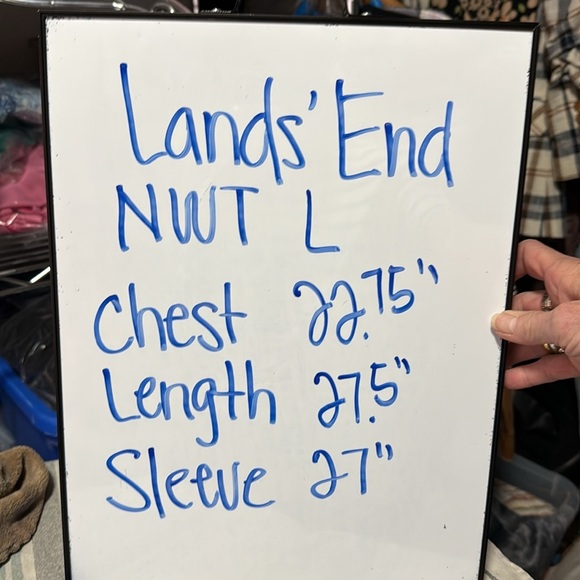 Lands' End
NWT L
Chest 22.75"
Length 27.5"
Sleeve 27"